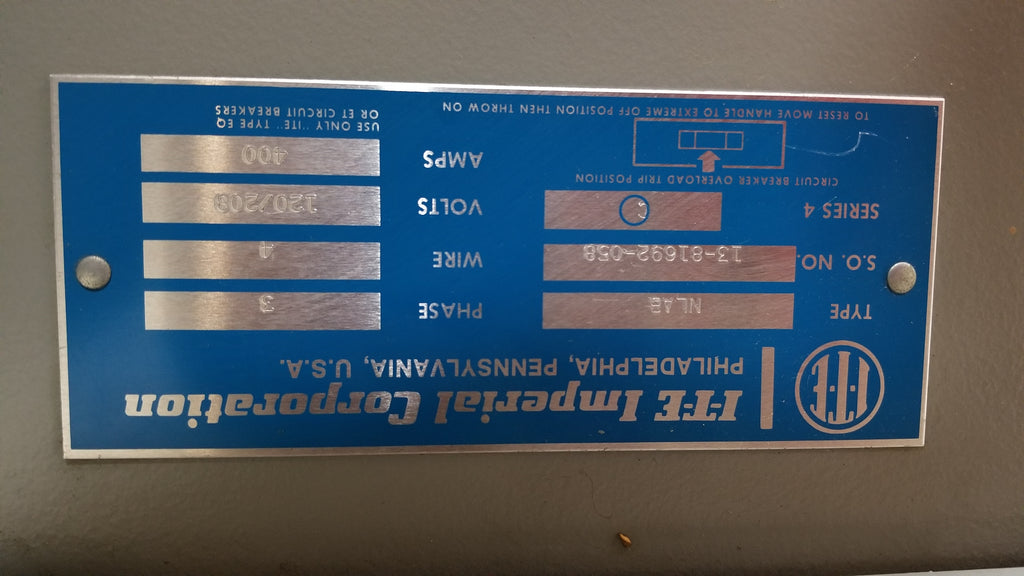 ITE
I-T-E Imperial Corporation
PHILADELPHIA, PENNSYLVANIA, U.S.A.
TYPE NLAB
S.O. NO. 13-81692-05B
SERIES 4 C
PHASE 3
WIRE 4
VOLTS 120/208
AMPS 400
CIRCUIT BREAKER OVERLOAD TRIP POSITION
TO RESET MOVE HANDLE TO EXTREME OFF POSITION THEN THROW ON
USE ONLY "ITE" TYPE EQ
OR ET CIRCUIT BREAKERS